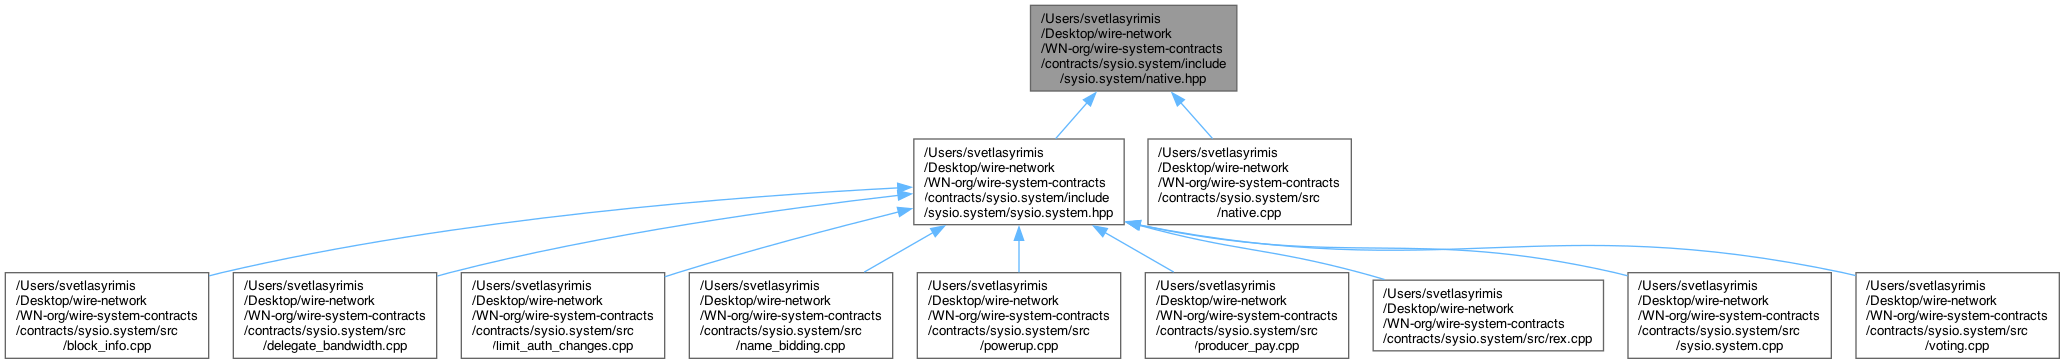 /Users/svetlasyrimis
/Desktop/wire-network
/WN-org/wire-system-contracts
/contracts/sysio.system/include
/sysio.system/native.hpp
/Users/svetlasyrimis
/Desktop/wire-network
/WN-org/wire-system-contracts
/contracts/sysio.system/include
/sysio.system/sysio.system.hpp
/Users/svetlasyrimis
/Desktop/wire-network
/WN-org/wire-system-contracts
/contracts/sysio.system/src
/native.cpp
/Users/svetlasyrimis
/Desktop/wire-network
/WN-org/wire-system-contracts
/contracts/sysio.system/src
/block_info.cpp
/Users/svetlasyrimis
/Desktop/wire-network
/WN-org/wire-system-contracts
/contracts/sysio.system/src
/delegate_bandwidth.cpp
/Users/svetlasyrimis
/Desktop/wire-network
/WN-org/wire-system-contracts
/contracts/sysio.system/src
/limit_auth_changes.cpp
/Users/svetlasyrimis
/Desktop/wire-network
/WN-org/wire-system-contracts
/contracts/sysio.system/src
/name_bidding.cpp
/Users/svetlasyrimis
/Desktop/wire-network
/WN-org/wire-system-contracts
/contracts/sysio.system/src
/powerup.cpp
/Users/svetlasyrimis
/Desktop/wire-network
/WN-org/wire-system-contracts
/contracts/sysio.system/src
/producer_pay.cpp
/Users/svetlasyrimis
/Desktop/wire-network
/WN-org/wire-system-contracts
/contracts/sysio.system/src/rex.cpp
/Users/svetlasyrimis
/Desktop/wire-network
/WN-org/wire-system-contracts
/contracts/sysio.system/src
/sysio.system.cpp
/Users/svetlasyrimis
/Desktop/wire-network
/WN-org/wire-system-contracts
/contracts/sysio.system/src
/voting.cpp